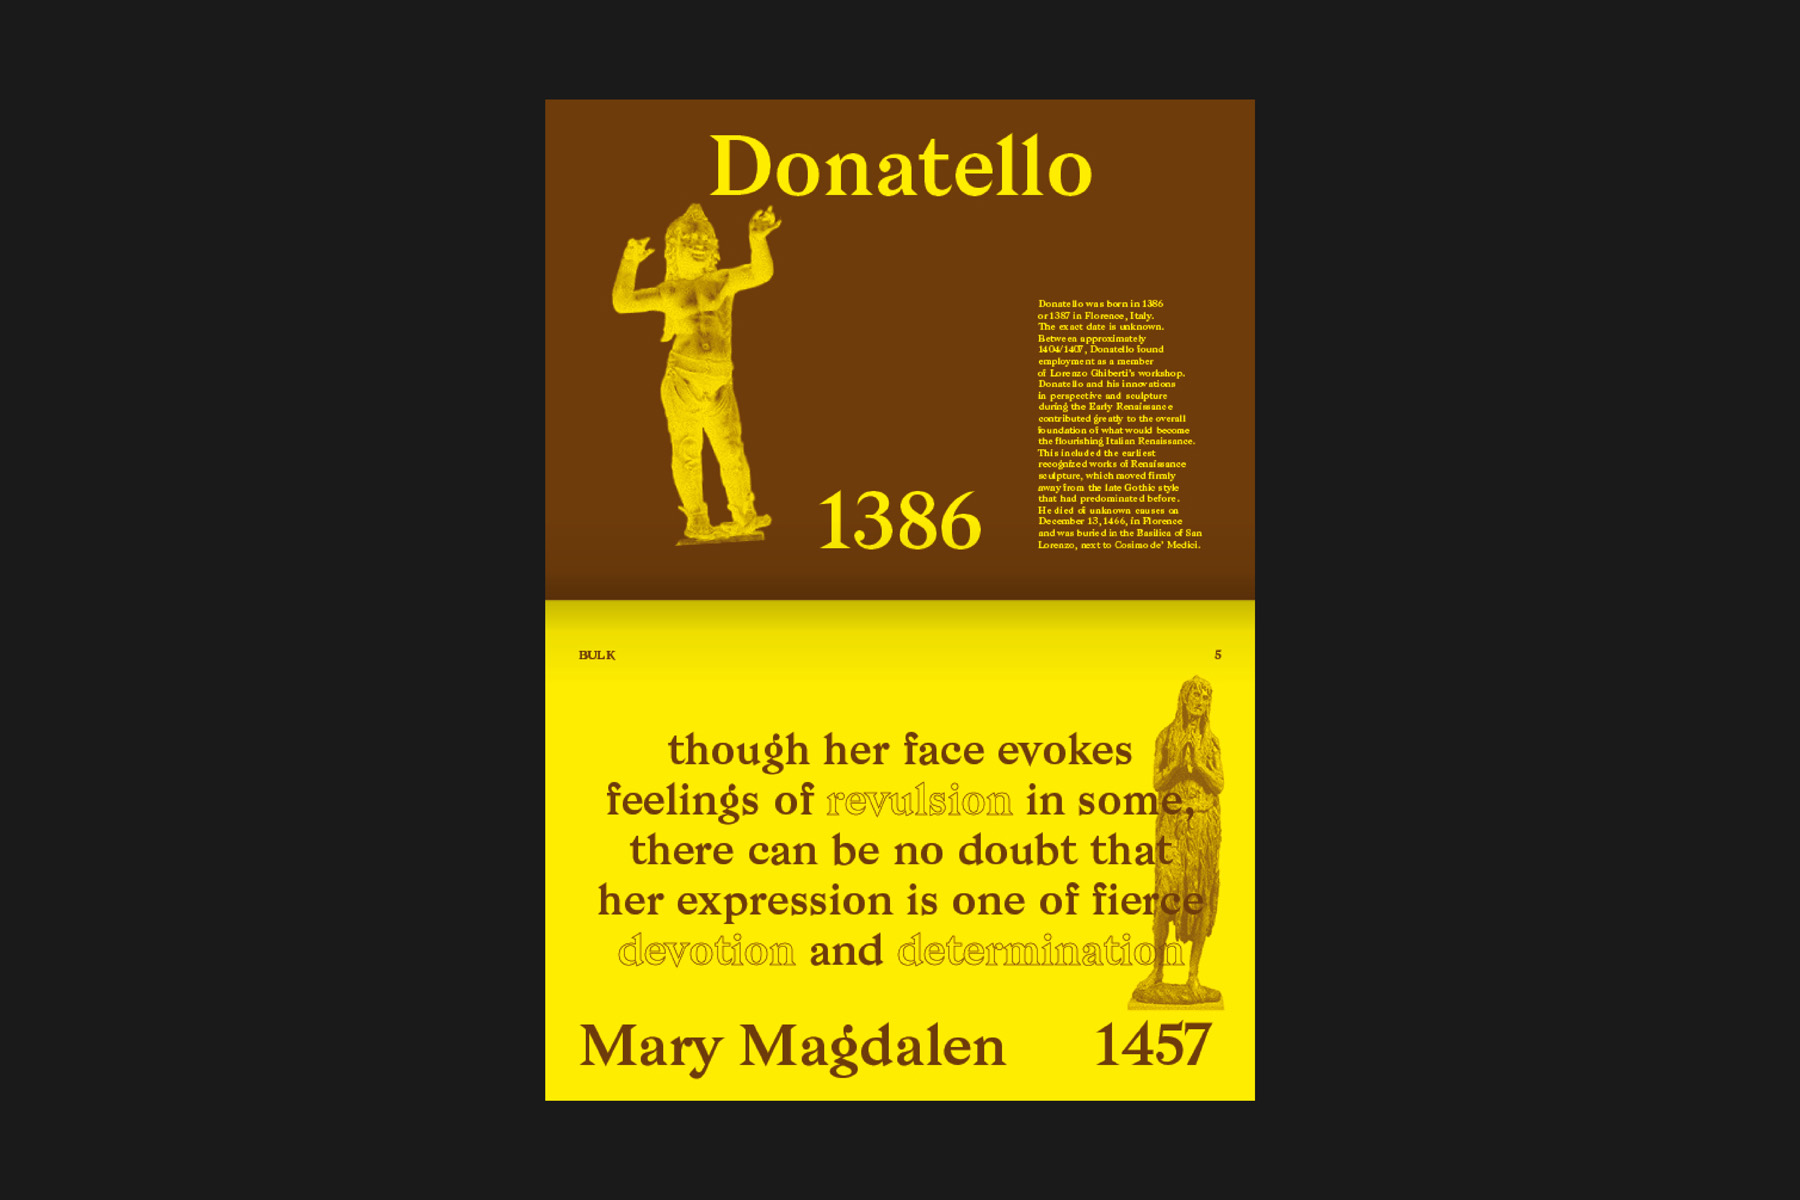 Donatello
Donatello was born in 1386
or 1387 in Florence, Italy.
The exact date is unknown.
Between approximately
1404/1407, Donatello found
employment as a member
of Lorenzo Ghiberti's workshop.
Donatello and his innovations
in perspective and sculpture
during the Early Renaissance
contributed greatly to the overall
foundation of what would become
the flourishing Italian Renaissance.
This included the earliest
recognized works of Renaissance
sculpture, which moved firmly
away from the late Gothic style
that had predominated before.
He died of unknown causes on
December 13, 1466, in Florence
and was buried in the Basilica of San
Lorenzo, next to Cosimo de' Medici.
1386
BULK
5
though her face evokes
feelings of revulsion in some,
there can be no doubt that
her expression is one of fierce
devotion and determination
Mary Magdalen
1457